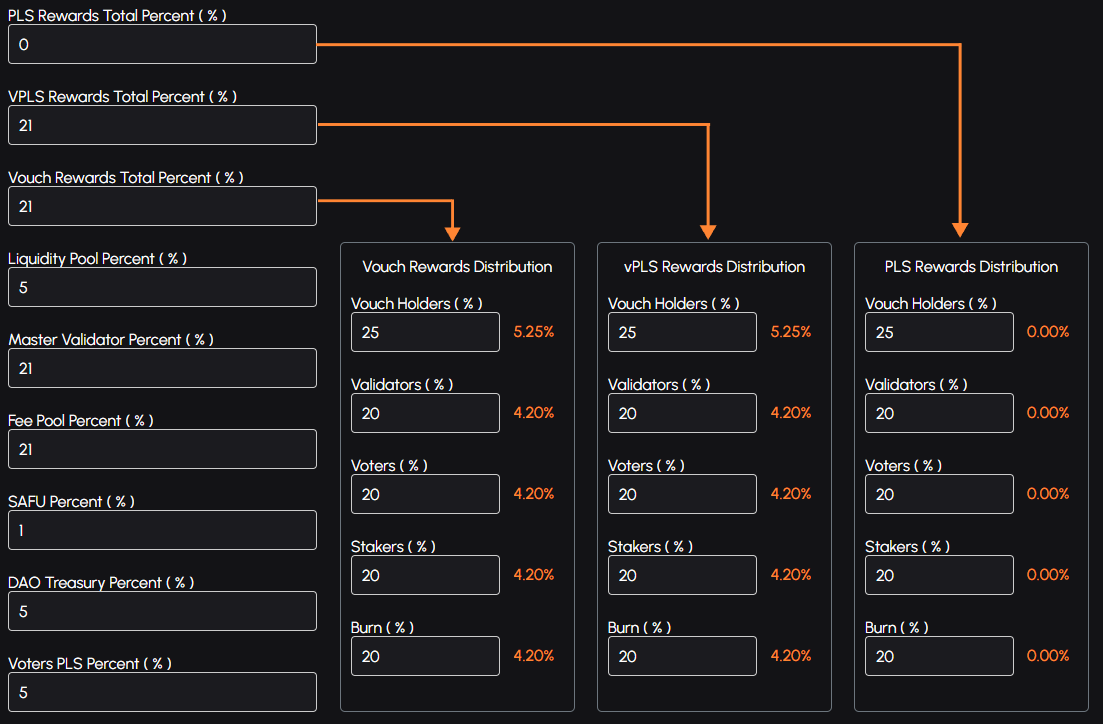 PLS Rewards Total Percent ( % )
0
VPLS Rewards Total Percent ( % )
21
Vouch Rewards Total Percent ( % )
21
Liquidity Pool Percent ( % )
5
Master Validator Percent ( % )
21
Fee Pool Percent ( % )
21
SAFU Percent ( % )
1
DAO Treasury Percent ( % )
5
Voters PLS Percent ( % )
5
Vouch Rewards Distribution
Vouch Holders ( % )
25 5.25%
Validators ( % )
20 4.20%
Voters ( % )
20 4.20%
Stakers ( % )
20 4.20%
Burn ( % )
20 4.20%
vPLS Rewards Distribution
Vouch Holders ( % )
25 5.25%
Validators ( % )
20 4.20%
Voters ( % )
20 4.20%
Stakers ( % )
20 4.20%
Burn ( % )
20 4.20%
PLS Rewards Distribution
Vouch Holders ( % )
25 0.00%
Validators ( % )
20 0.00%
Voters ( % )
20 0.00%
Stakers ( % )
20 0.00%
Burn ( % )
20 0.00%